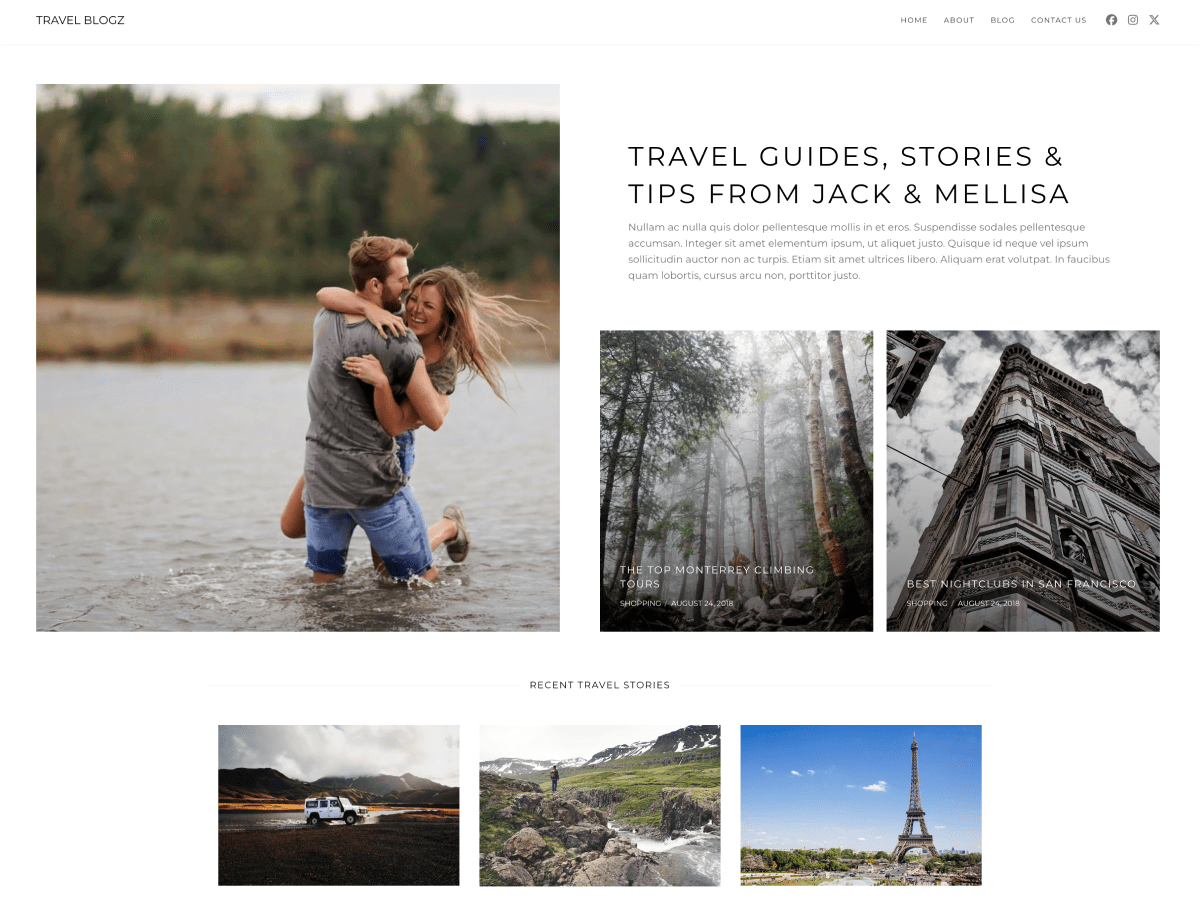 TRAVEL BLOGZ
HOME ABOUT BLOG CONTACT US
TRAVEL GUIDES, STORIES &
TIPS FROM JACK & MELLISA
Nullam ac nulla quis dolor pellentesque mollis in et eros. Suspendisse sodales pellentesque
accumsan. Integer sit amet elementum ipsum, ut aliquet justo. Quisque id neque vel ipsum
sollicitudin auctor non ac turpis. Etiam sit amet ultrices libero. Aliquam erat volutpat. In faucibus
quam lobortis, cursus arcu non, porttitor justo.
THE TOP MONTERREY CLIMBING
TOURS
SHOPPING / AUGUST 24, 2018
BEST NIGHTCLUBS IN SAN FRANCISCO
SHOPPING / AUGUST 24, 2018
RECENT TRAVEL STORIES